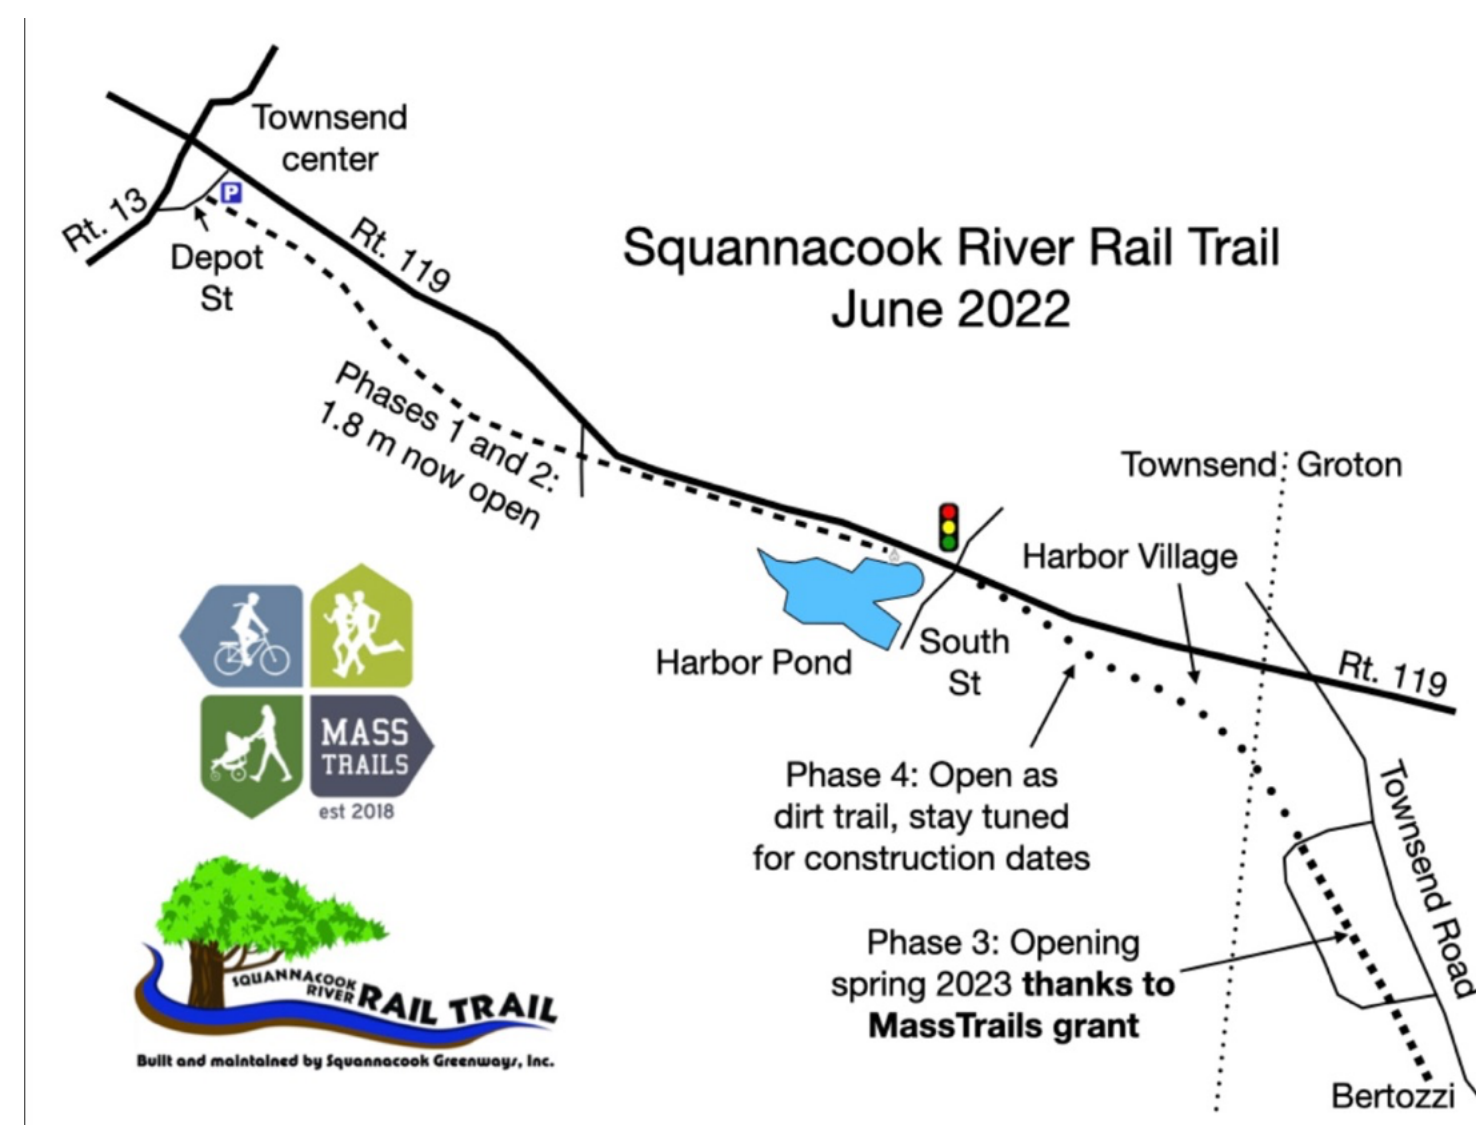 Townsend
center
Rt. 13
P
Depot
St
Rt. 119
Squannacook River Rail Trail
June 2022
Phases 1 and 2:
1.8 m now open
Townsend
Groton
Harbor Village
Harbor Pond
South
St
Rt. 119
Phase 4: Open as
dirt trail, stay tuned
for construction dates
Townsend Road
Phase 3: Opening
spring 2023 thanks to
MassTrails grant
Bertozzi
MASS
TRAILS
est 2018
SQUANNACOOK
RIVER
RAIL TRAIL
Built and maintained by Squannacook Greenways, Inc.